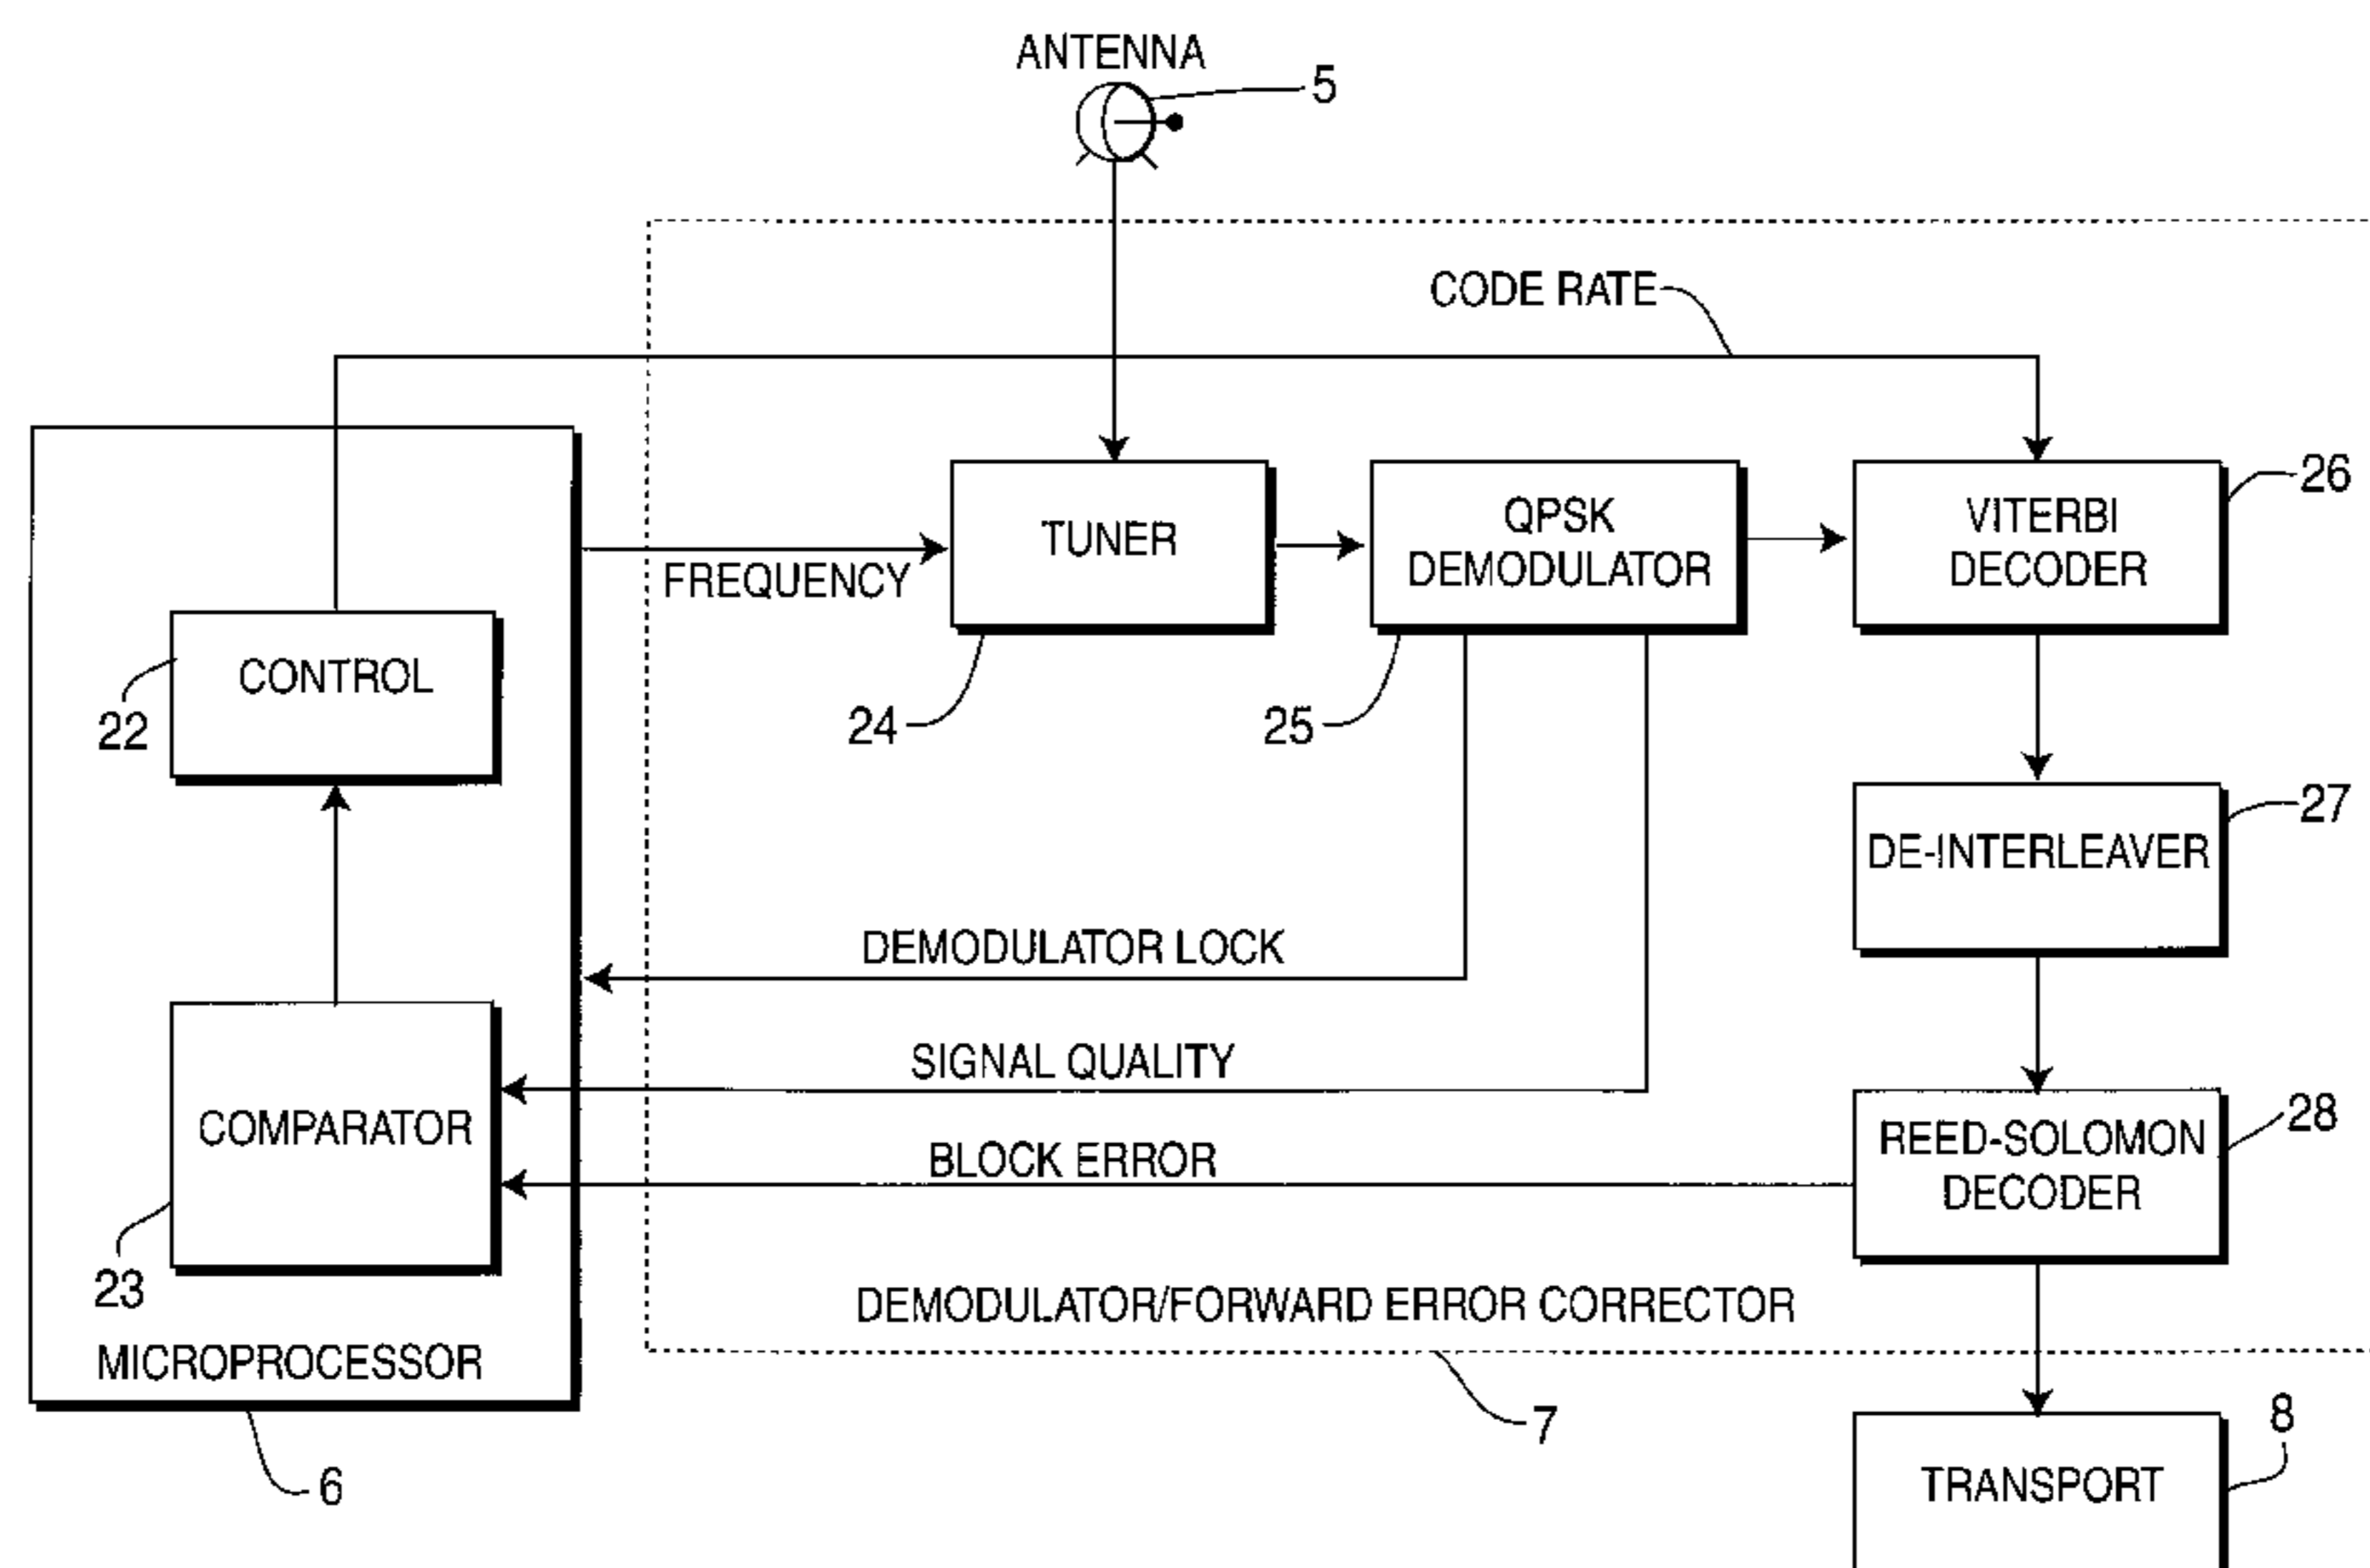 ANTENNA
5
CODE RATE
TUNER
QPSK
DEMODULATOR
VITERBI
DECODER
26
FREQUENCY
CONTROL
22
24
25
27
DE-INTERLEAVER
DEMODULATOR LOCK
SIGNAL QUALITY
COMPARATOR
BLOCK ERROR
REED-SOLOMON
DECODER
28
23
DEMODULATOR/FORWARD ERROR CORRECTOR
MICROPROCESSOR
6
7
8
TRANSPORT